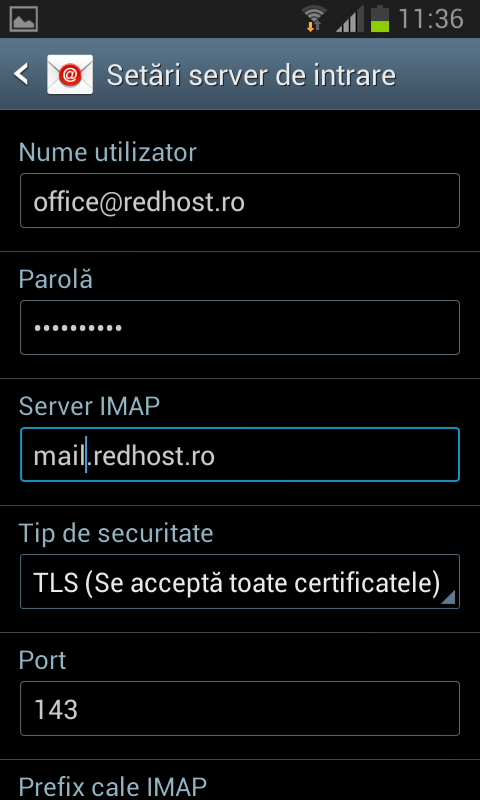 11:36
@ Setări server de intrare
Nume utilizator
office@redhost.ro
Parolă
••••••••••
Server IMAP
mail.redhost.ro
Tip de securitate
TLS (Se acceptă toate certificatele)
Port
143
Prefix cale IMAP